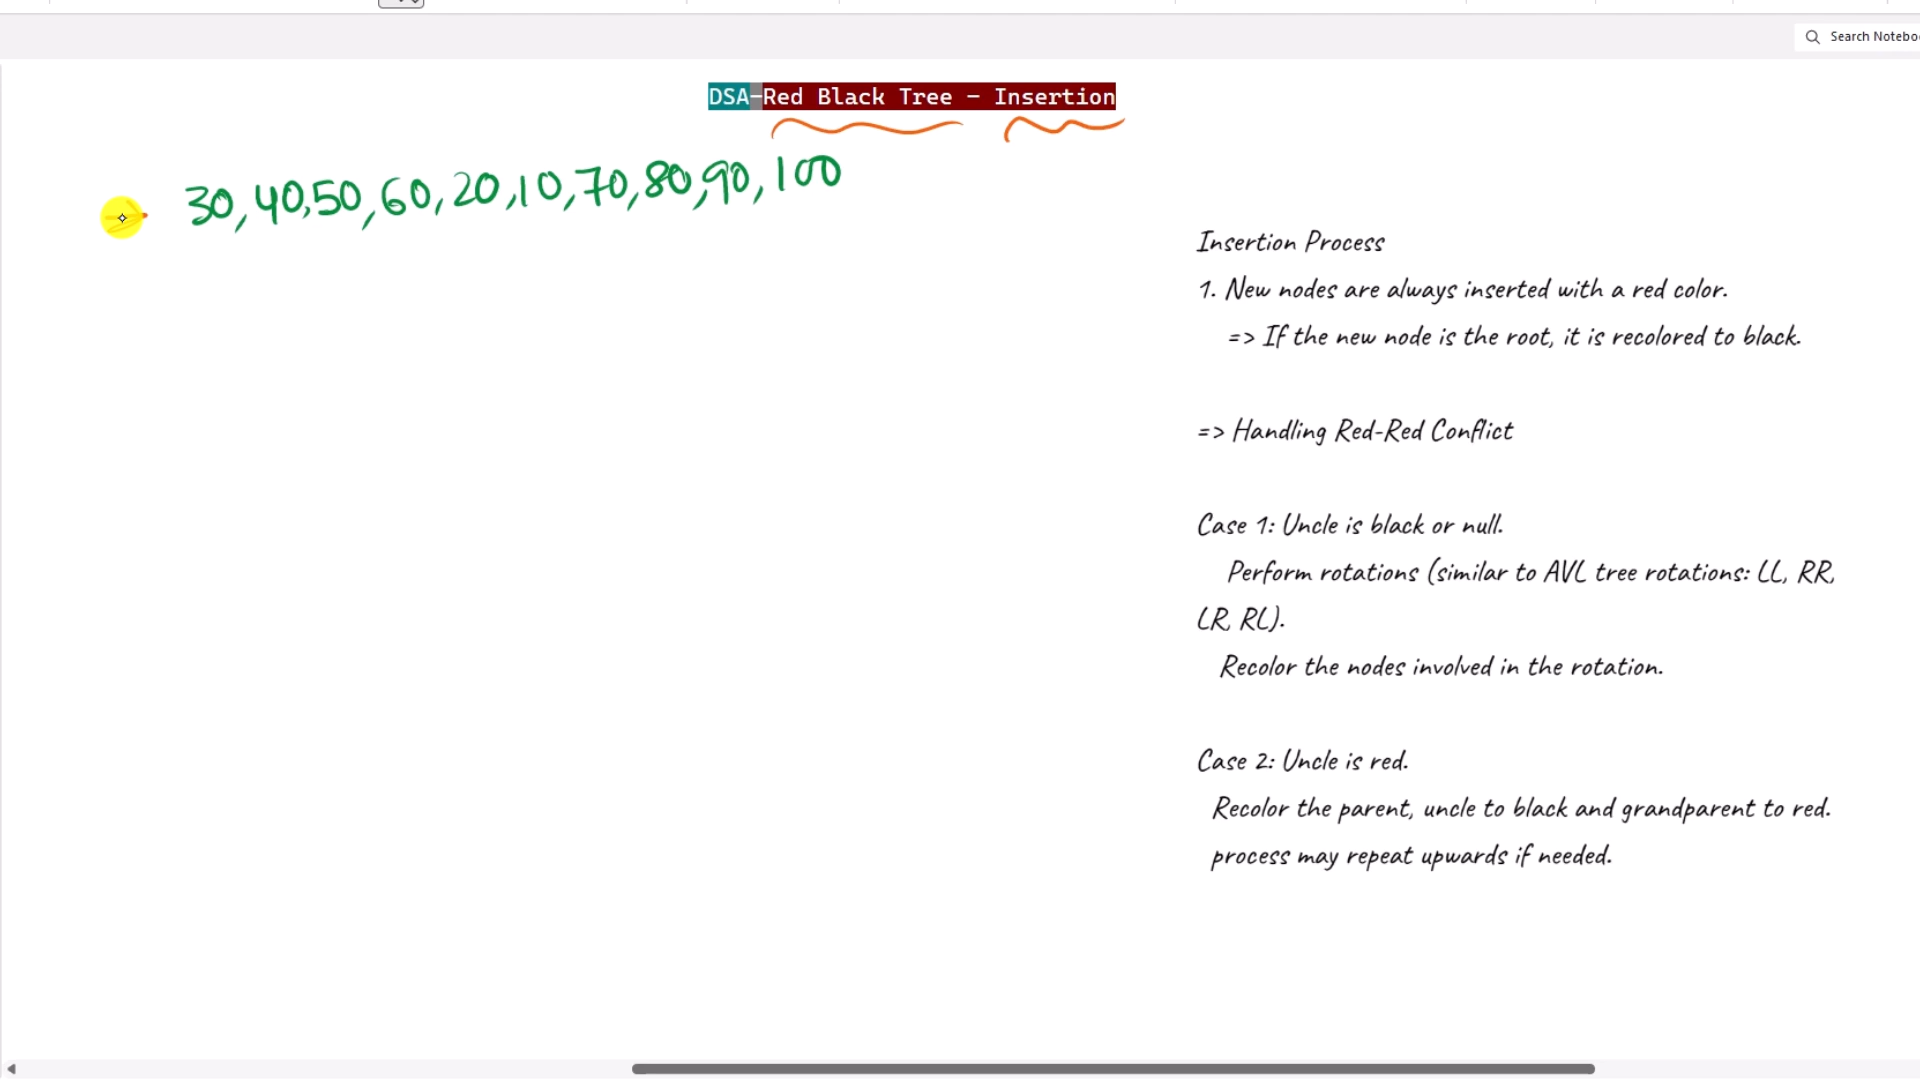 Search Notebo
DSA-Red Black Tree - Insertion
30, 40, 50, 60, 20, 10, 70, 80, 90, 100
Insertion Process
1. New nodes are always inserted with a red color.
=> If the new node is the root, it is recolored to black.
=> Handling Red-Red Conflict
Case 1: Uncle is black or null.
Perform rotations (similar to AVL tree rotations: LL, RR,
LR, RL).
Recolor the nodes involved in the rotation.
Case 2: Uncle is red.
Recolor the parent, uncle to black and grandparent to red.
process may repeat upwards if needed.